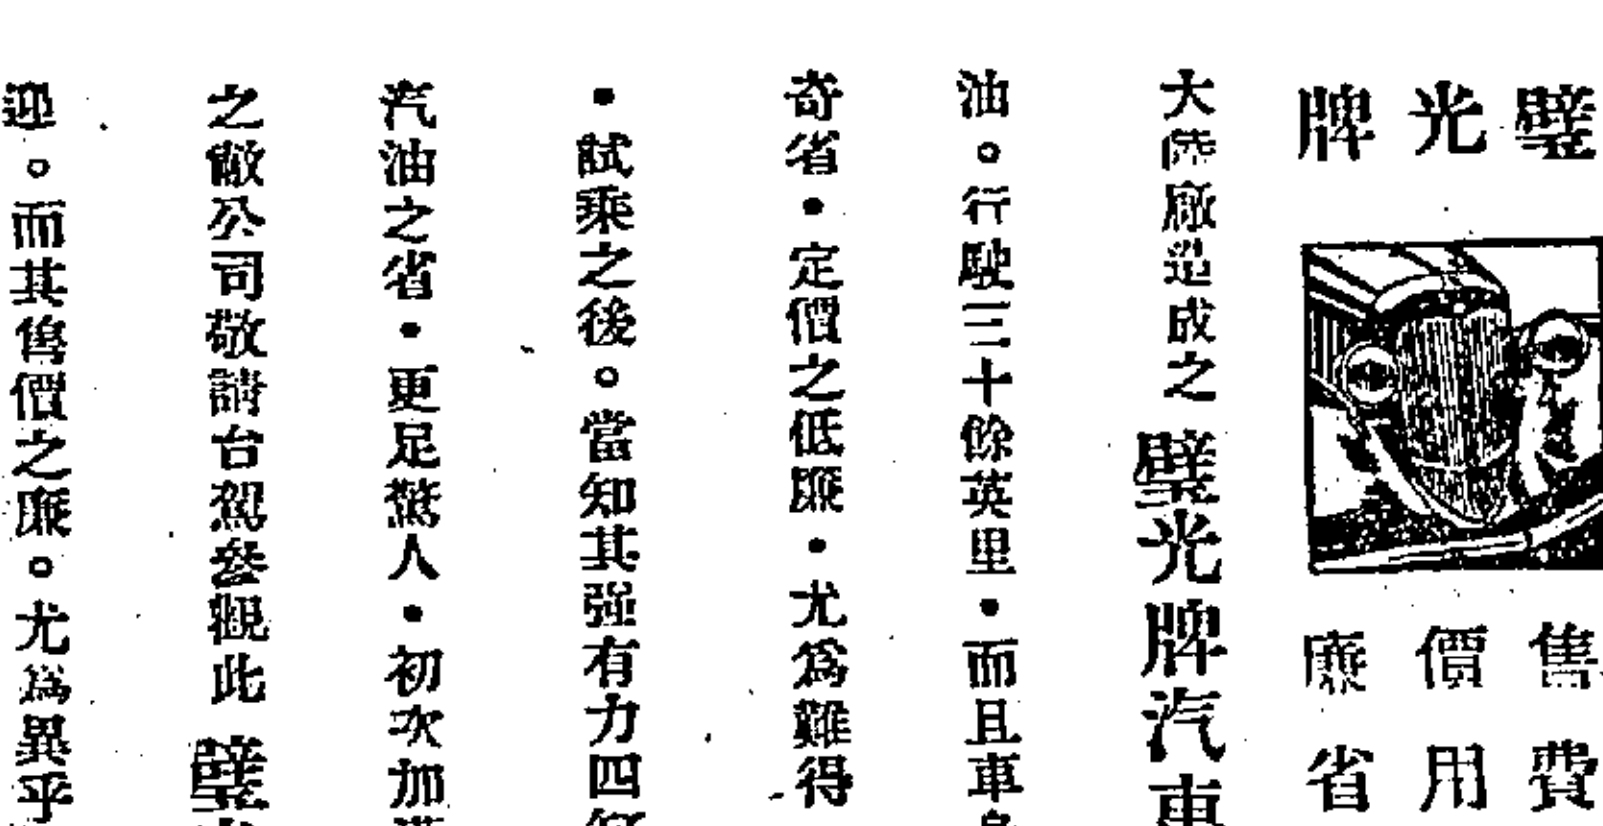 璧光牌
售價廉
費用省
大陸廠造成之璧光牌汽車
油。行駛三十餘英里・而且車
奇省・定價之低廉・尤為難得
・試乘之後。當知其强有力四
汽油之省・更足驚人・初次加
之敝公司敬請台駕參觀此璧
迎。而其售價之廉。尤為異乎